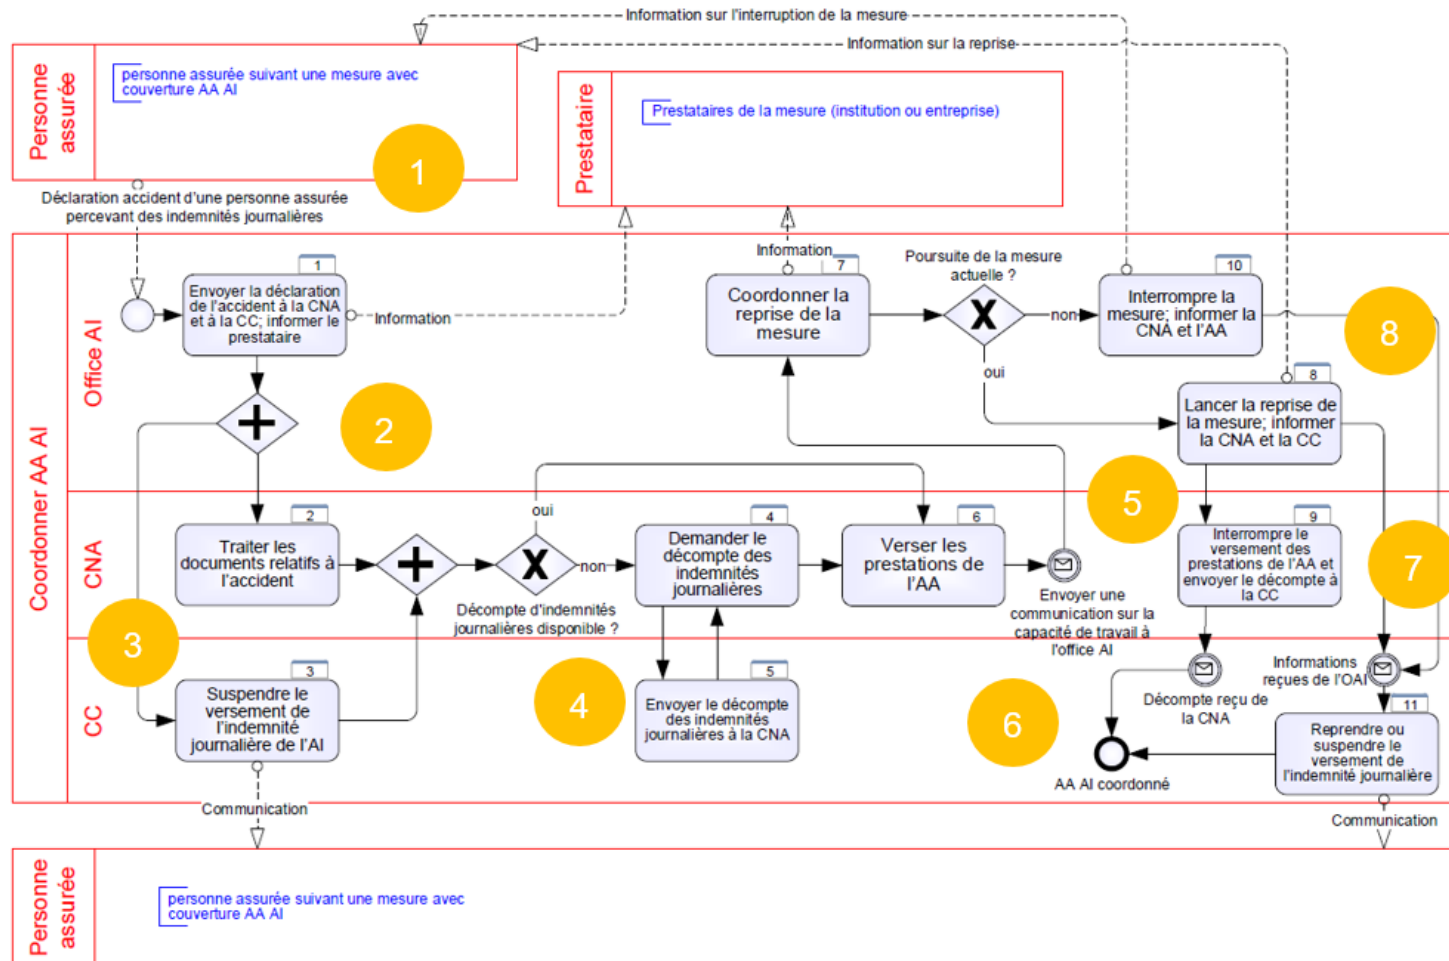 Information sur l'interruption de la mesure
Information sur la reprise
Personne
assurée
personne assurée suivant une mesure avec
couverture AA AI
1
Prestataire
Prestataires de la mesure (institution ou entreprise)
Déclaration accident d'une personne assurée
percevant des indemnités journalières
Coordonner AA AI
Office AI
1
Envoyer la déclaration
de l'accident à la CNA
et à la CC; informer le
prestataire
Information
2
Information
7
Coordonner la
reprise de la
mesure
Poursuite de la mesure
actuelle ?
X
non
oui
10
Interrompre la
mesure; informer la
CNA et l'AA
8
8
Lancer la reprise de
la mesure; informer
la CNA et la CC
5
CNA
2
Traiter les
documents relatifs à
l'accident
oui
X
non
Décompte d'indemnités
journalières disponible ?
4
Demander le
décompte des
indemnités
journalières
6
Verser les
prestations de
l'AA
Envoyer une
communication sur la
capacité de travail à
l'office AI
9
Interrompre le
versement des
prestations de l'AA et
envoyer le décompte à
la CC
7
CC
3
3
Suspendre le
versement de
l'indemnité
journalière de l'AI
4
5
Envoyer le décompte
des indemnités
journalières à la CNA
6
Décompte reçu de
la CNA
Informations
reçues de l'OAI
AA AI coordonné
11
Reprendre ou
suspendre le
versement de
l'indemnité journalière
Communication
Communication
Personne
assurée
personne assurée suivant une mesure avec
couverture AA AI